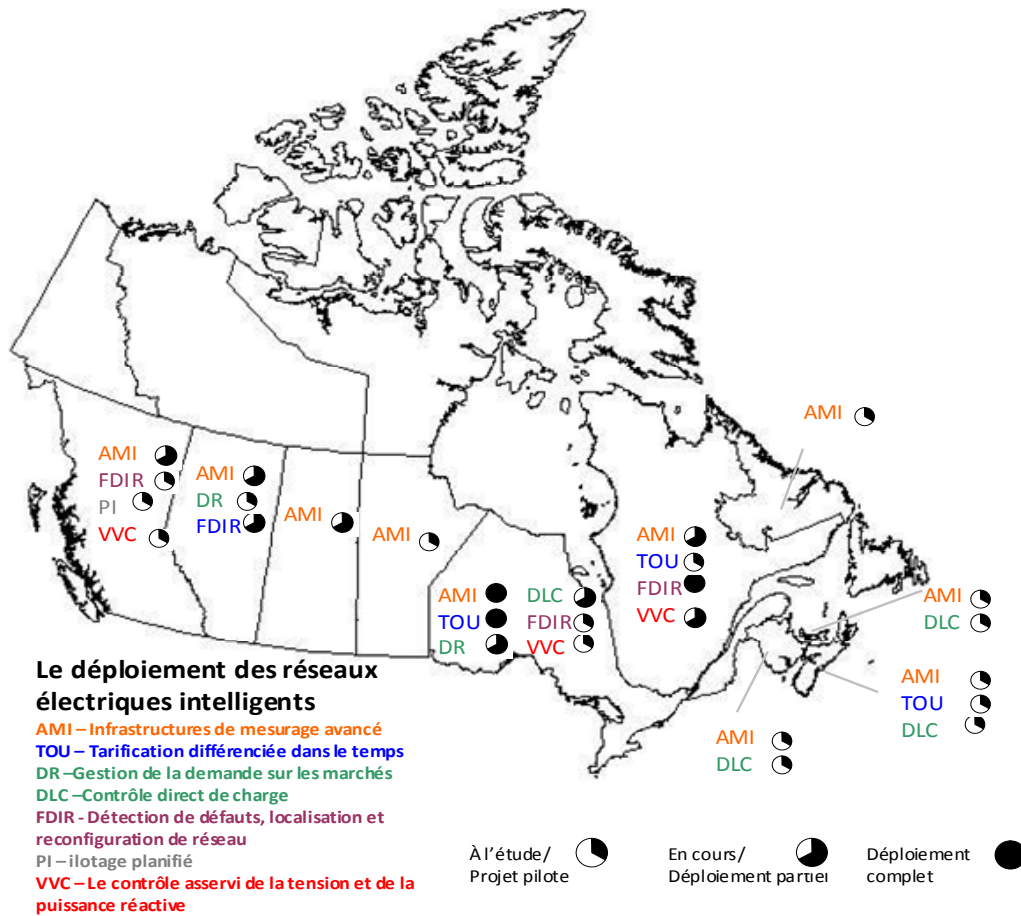 AMI
AMI
FDIR
PI
VVC
AMI
DR
FDIR
AMI
AMI
AMI
TOU
DR
DLC
FDIR
VVC
AMI
TOU
FDIR
VVC
AMI
DLC
AMI
TOU
DLC
AMI
DLC
Le déploiement des réseaux
électriques intelligents
AMI – Infrastructures de mesurage avancé
TOU – Tarification différenciée dans le temps
DR –Gestion de la demande sur les marchés
DLC –Contrôle direct de charge
FDIR - Détection de défauts, localisation et
reconfiguration de réseau
PI – ilotage planifié
VVC – Le contrôle asservi de la tension et de la
puissance réactive
À l'étude/
Projet pilote
En cours/
Déploiement partiel
Déploiement
complet